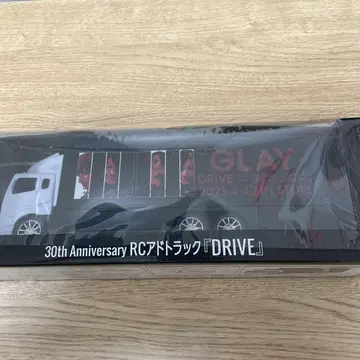 GLAY
DRIVE
30th Anniversary RCアドトラック『DRIVE』